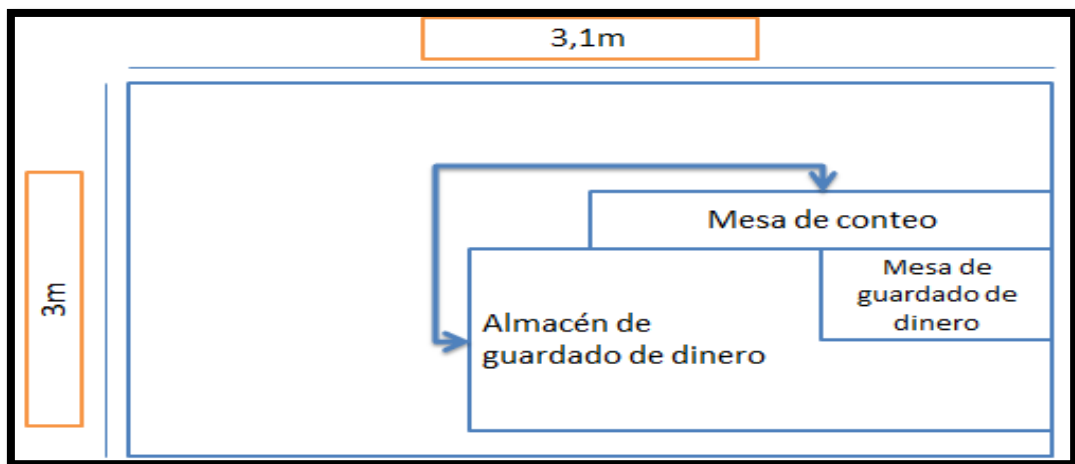 3,1m
3m
Mesa de conteo
Mesa de
guardado de
dinero
Almacén de
guardado de dinero